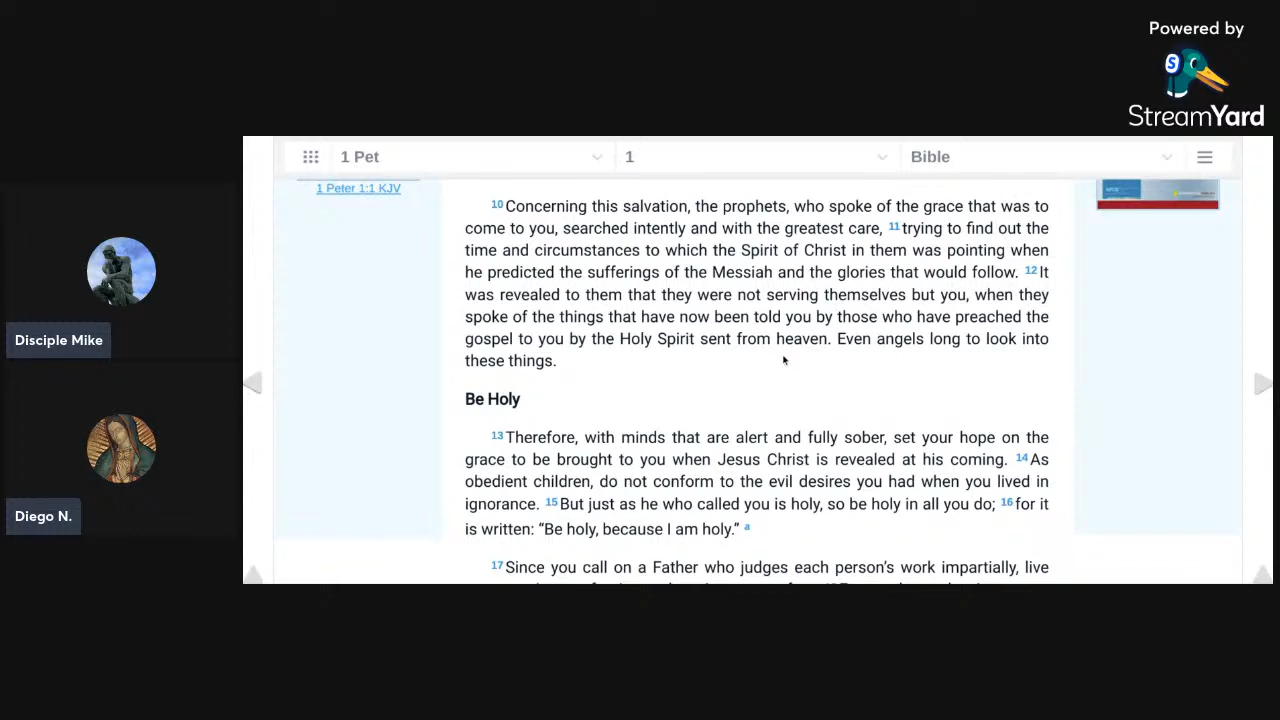 Powered by
S
StreamYard
1 Pet
1
Bible
1 Peter 1:1 KJV
10 Concerning this salvation, the prophets, who spoke of the grace that was to
come to you, searched intently and with the greatest care, 11 trying to find out the
time and circumstances to which the Spirit of Christ in them was pointing when
he predicted the sufferings of the Messiah and the glories that would follow. 12 It
was revealed to them that they were not serving themselves but you, when they
spoke of the things that have now been told you by those who have preached the
gospel to you by the Holy Spirit sent from heaven. Even angels long to look into
these things.
Be Holy
13 Therefore, with minds that are alert and fully sober, set your hope on the
grace to be brought to you when Jesus Christ is revealed at his coming. 14 As
obedient children, do not conform to the evil desires you had when you lived in
ignorance. 15 But just as he who called you is holy, so be holy in all you do; 16 for it
is written: “Be holy, because I am holy.” a
17 Since you call on a Father who judges each person’s work impartially, live
Disciple Mike
Diego N.